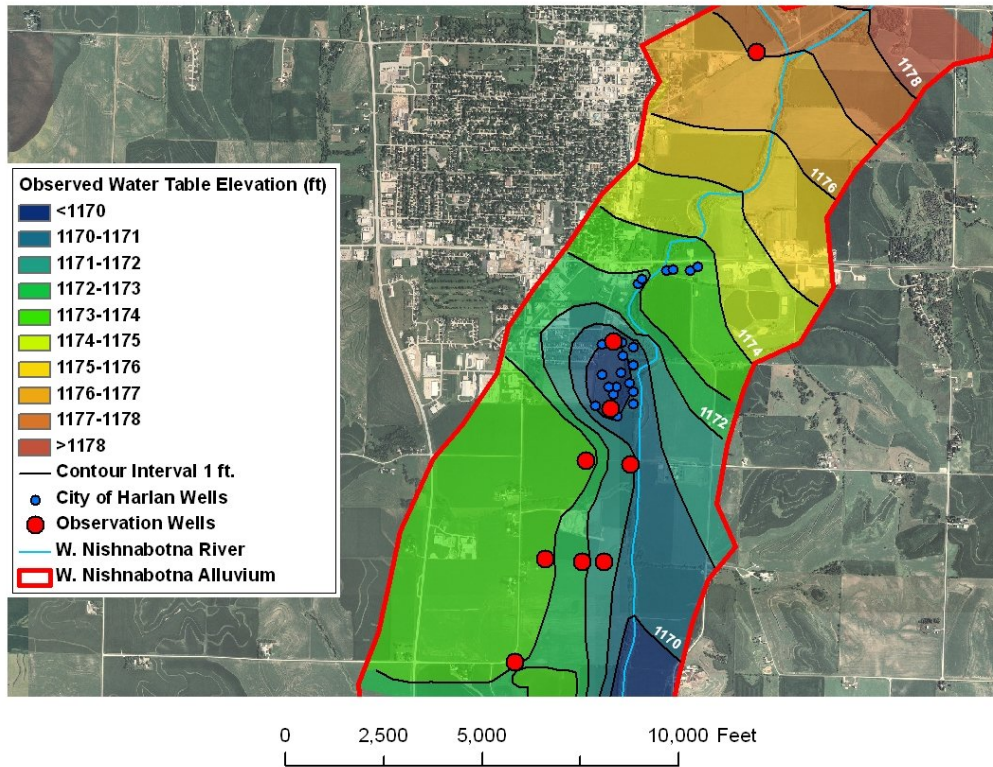 1178
1176
1174
1172
1170
Observed Water Table Elevation (ft)
<1170
1170-1171
1171-1172
1172-1173
1173-1174
1174-1175
1175-1176
1176-1177
1177-1178
>1178
Contour Interval 1 ft.
City of Harlan Wells
Observation Wells
W. Nishnabotna River
W. Nishnabotna Alluvium
0 2,500 5,000 10,000 Feet